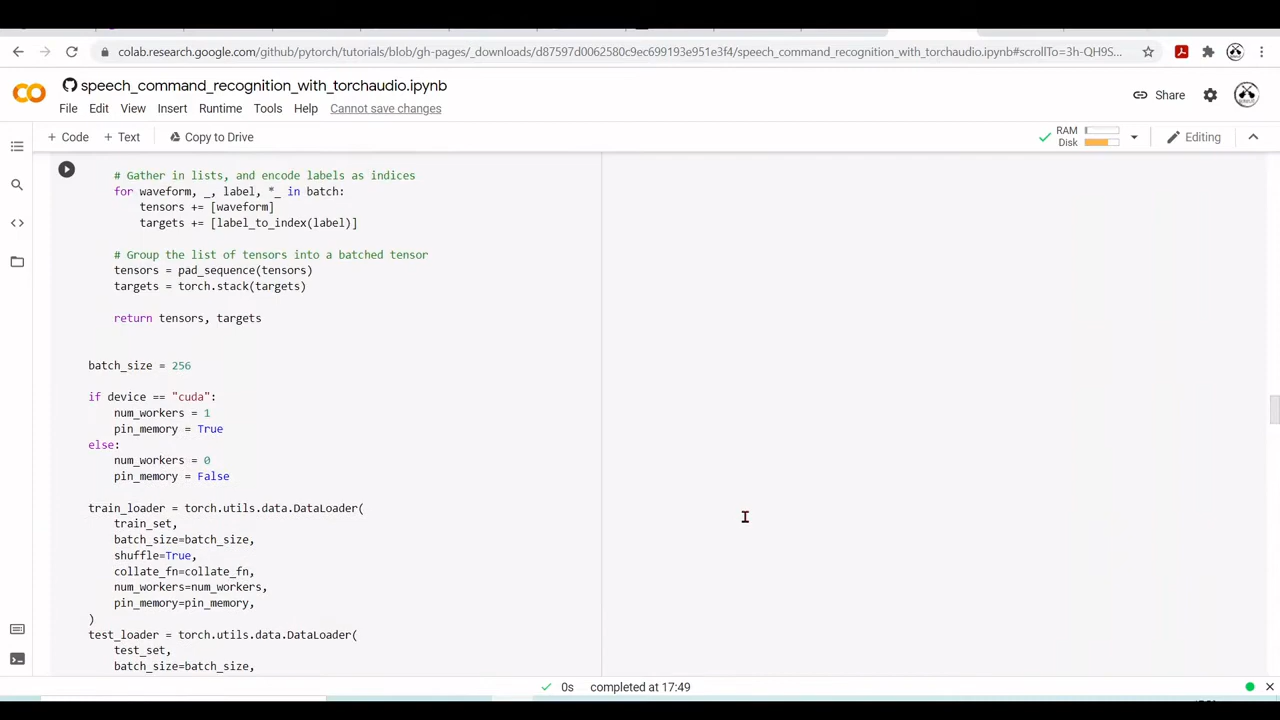 colab.research.google.com/github/pytorch/tutorials/blob/gh-pages/_downloads/d87597d0062580c9ec699193e951e3f4/speech_command_recognition_with_torchaudio.ipynb#scrollTo=3h-QH9S...
speech_command_recognition_with_torchaudio.ipynb
Share
File Edit View Insert Runtime Tools Help Cannot save changes
+ Code + Text Copy to Drive
RAM
Disk
Editing
# Gather in lists, and encode labels as indices
for waveform, _, label, *_ in batch:
    tensors += [waveform]
    targets += [label_to_index(label)]
# Group the list of tensors into a batched tensor
tensors = pad_sequence(tensors)
targets = torch.stack(targets)
return tensors, targets
batch_size = 256
if device == "cuda":
    num_workers = 1
    pin_memory = True
else:
    num_workers = 0
    pin_memory = False
train_loader = torch.utils.data.DataLoader(
    train_set,
    batch_size=batch_size,
    shuffle=True,
    collate_fn=collate_fn,
    num_workers=num_workers,
    pin_memory=pin_memory,
)
test_loader = torch.utils.data.DataLoader(
    test_set,
    batch_size=batch_size,
0s completed at 17:49